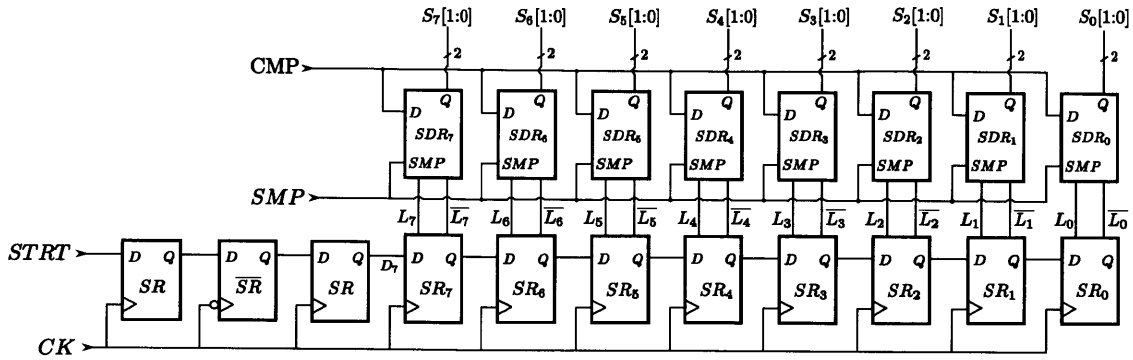 S₇[1:0] S₆[1:0] S₅[1:0] S₄[1:0] S₃[1:0] S₂[1:0] S₁[1:0] S₀[1:0]
2 2 2 2 2 2 2 2
CMP
Q Q Q Q Q Q Q Q
D D D D D D D D
SDR₇ SDR₆ SDR₅ SDR₄ SDR₃ SDR₂ SDR₁ SDR₀
SMP SMP SMP SMP SMP SMP SMP SMP
SMP
L₇ L̅₇ L₆ L̅₆ L₅ L̅₅ L₄ L̅₄ L₃ L̅₃ L₂ L̅₂ L₁ L̅₁ L₀ L̅₀
STRT D Q D Q D Q D₇ D Q D Q D Q D Q D Q D Q D Q D Q
SR S̅R̅ SR SR₇ SR₆ SR₅ SR₄ SR₃ SR₂ SR₁ SR₀
CK